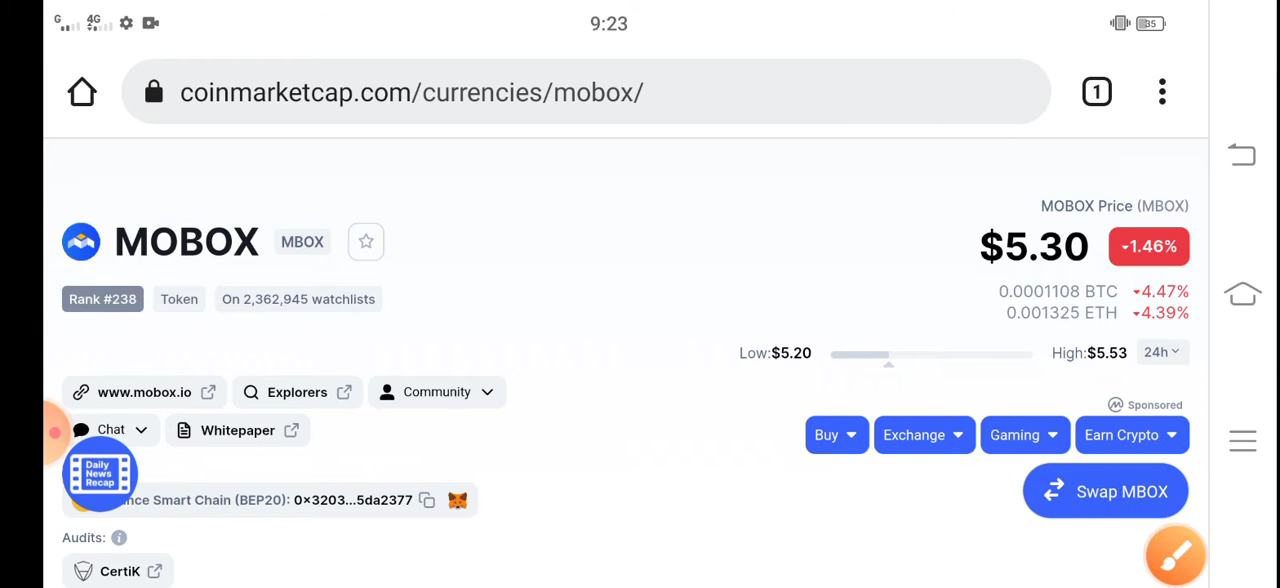 G 4G 9:23 35
coinmarketcap.com/currencies/mobox/ 1
MOBOX Price (MBOX)
MOBOX MBOX $5.30 1.46%
0.0001108 BTC 4.47%
Rank #238 Token On 2,362,945 watchlists
0.001325 ETH 4.39%
Low:$5.20 High:$5.53 24h
www.mobox.io Explorers Community
Sponsored
Chat Whitepaper
Buy Exchange Gaming Earn Crypto
Daily
News
Recap
nce Smart Chain (BEP20): 0x3203...5da2377
Swap MBOX
Audits: i
CertiK